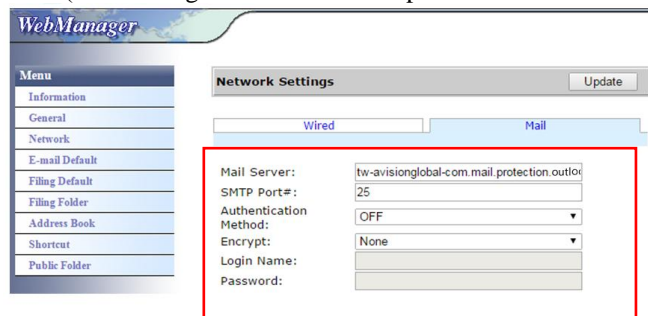 WebManager
Menu
Information
General
Network
E-mail Default
Filing Default
Filing Folder
Address Book
Shortcut
Public Folder
Network Settings
Update
Wired
Mail
Mail Server: tw-avisionglobal-com.mail.protection.outloo
SMTP Port#: 25
Authentication
Method: OFF
Encrypt: None
Login Name:
Password: